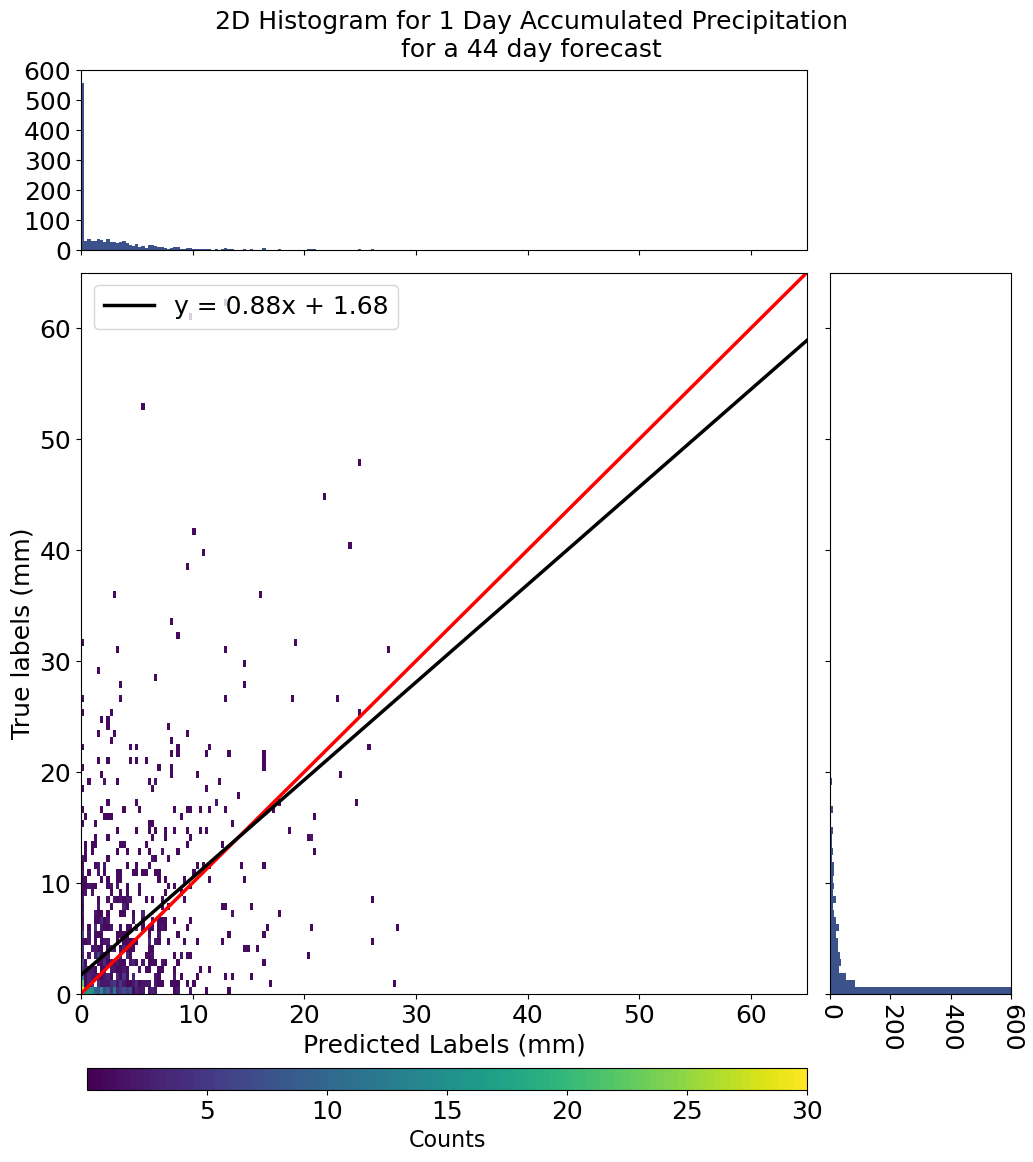 2D Histogram for 1 Day Accumulated Precipitation
for a 44 day forecast
600
500
400
300
200
100
0
y = 0.88x + 1.68
True labels (mm)
60
50
40
30
20
10
0
0 10 20 30 40 50 60
Predicted Labels (mm)
0 200 400 600
5 10 15 20 25 30
Counts